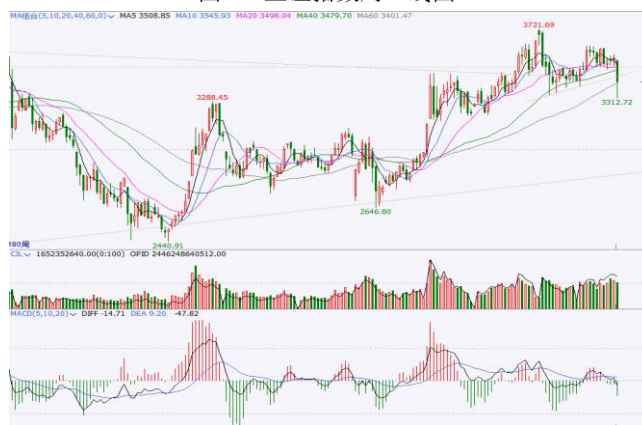 MA组合(5,10,20,40,60,0) MA5 3508.85 MA10 3545.93 MA20 3498.04 MA40 3479.70 MA60 3401.47
3731.69
3288.45
3312.72
2646.80
2440.91
180周
CJL 1652352640.00(0:100) OPID 2446248640512.00
MACD(5,10,20) DIFF -14.71 DEA 9.20 -47.82